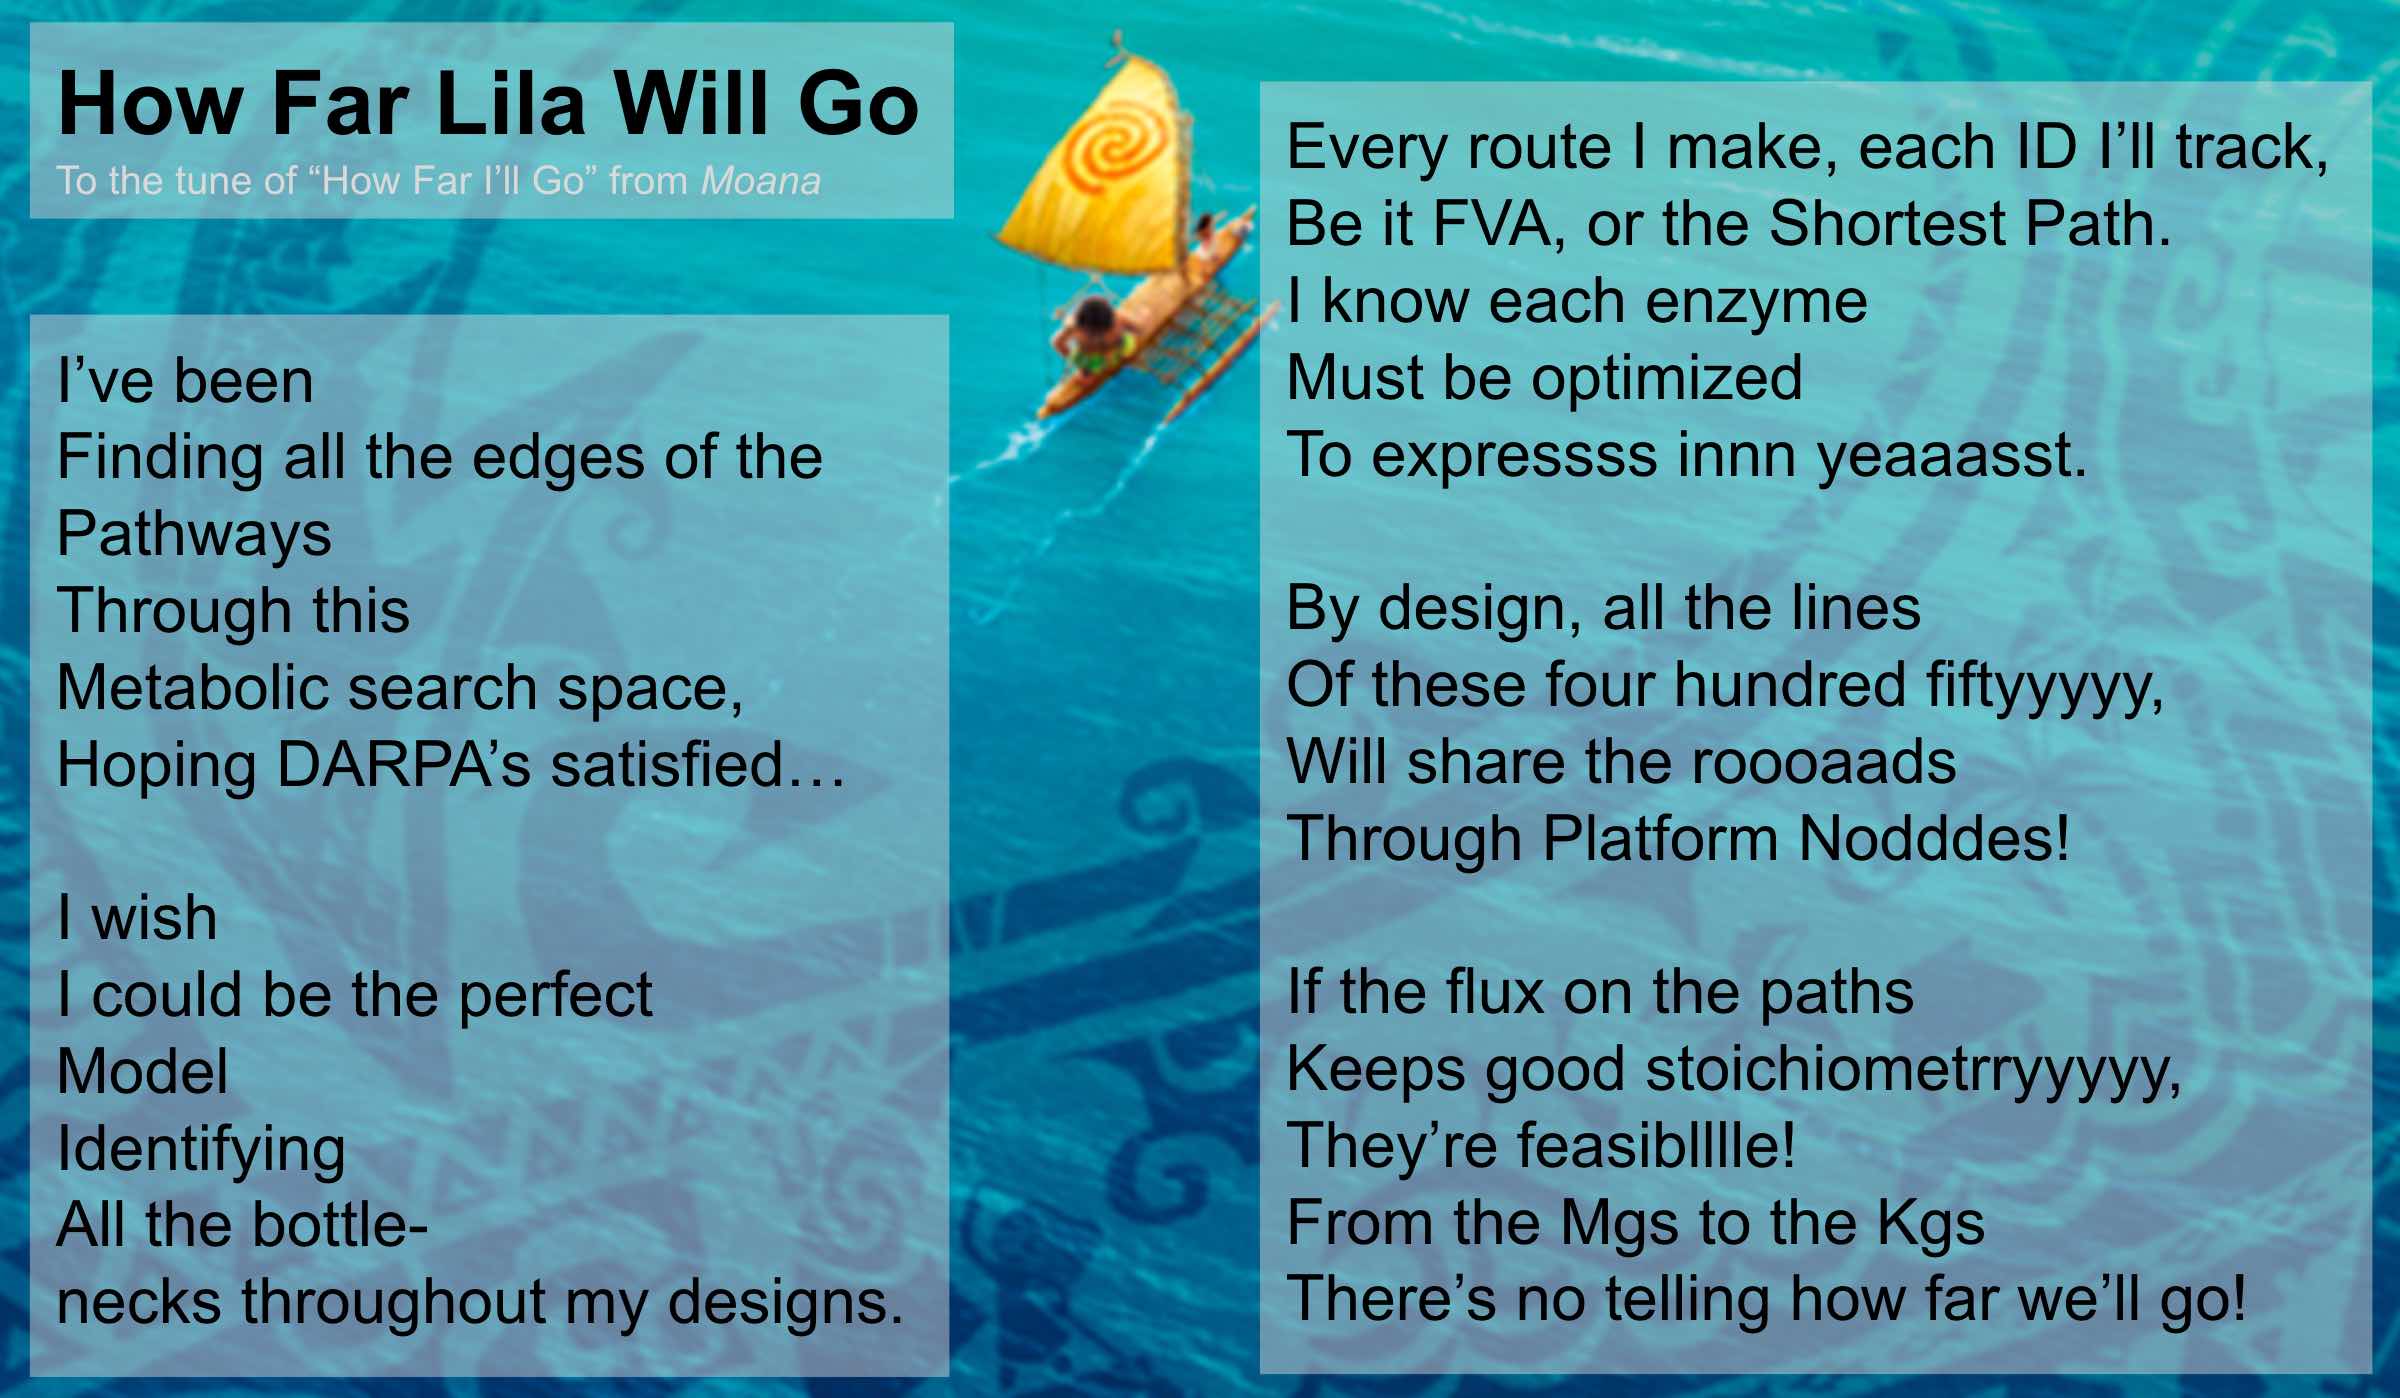 How Far Lila Will Go
To the tune of “How Far I’ll Go” from Moana
I’ve been
Finding all the edges of the
Pathways
Through this
Metabolic search space,
Hoping DARPA’s satisfied…
I wish
I could be the perfect
Model
Identifying
All the bottle-
necks throughout my designs.
Every route I make, each ID I’ll track,
Be it FVA, or the Shortest Path.
I know each enzyme
Must be optimized
To expressss innn yeaaasst.
By design, all the lines
Of these four hundred fiftyyyyy,
Will share the roooaads
Through Platform Nodddes!
If the flux on the paths
Keeps good stoichiometrryyyyy,
They’re feasiblllle!
From the Mgs to the Kgs
There’s no telling how far we’ll go!